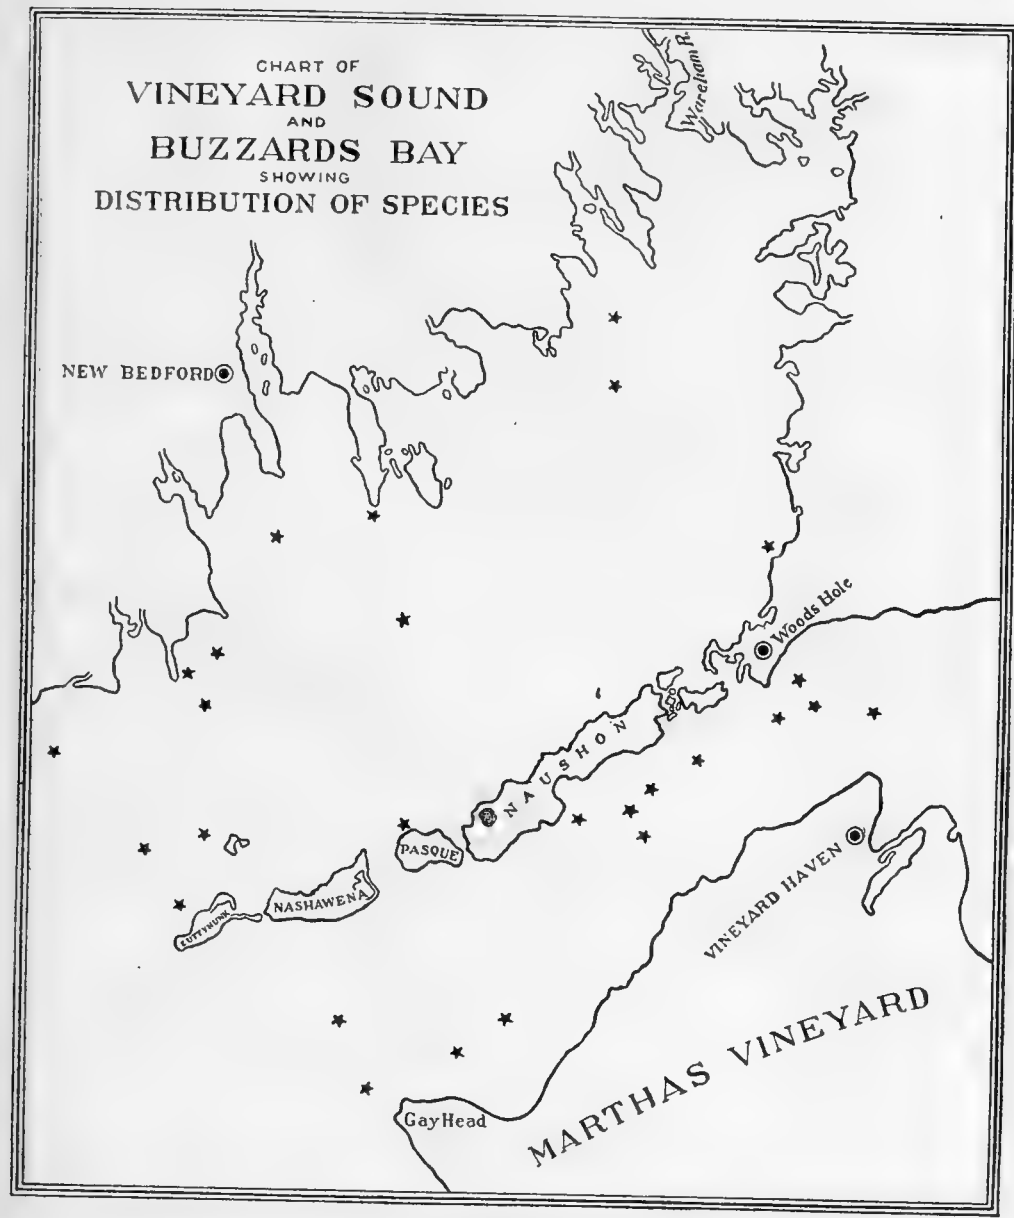 CHART OF
VINEYARD SOUND
AND
BUZZARDS BAY
SHOWING
DISTRIBUTION OF SPECIES
Wareham R.
NEW BEDFORD
Woods Hole
NAUSHON
PASQUE
NASHAWENA
CUTTYHUNK
VINEYARD HAVEN
MARTHAS VINEYARD
Gay Head